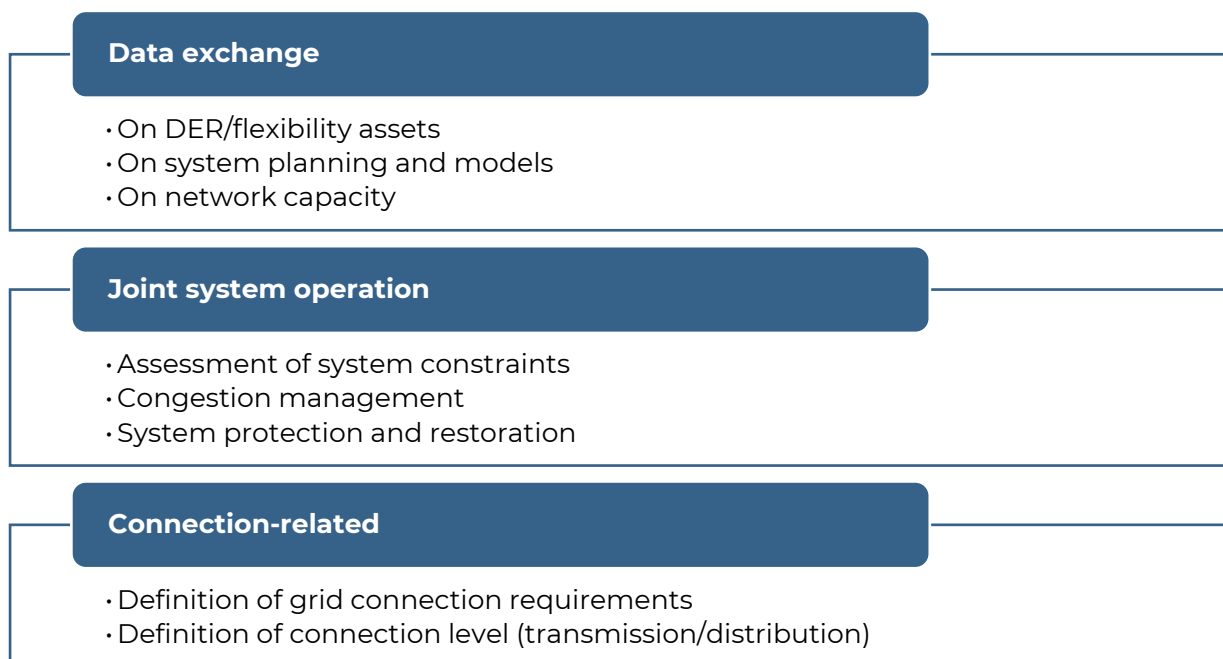 Data exchange
· On DER/flexibility assets
· On system planning and models
· On network capacity
Joint system operation
· Assessment of system constraints
· Congestion management
· System protection and restoration
Connection-related
· Definition of grid connection requirements
· Definition of connection level (transmission/distribution)